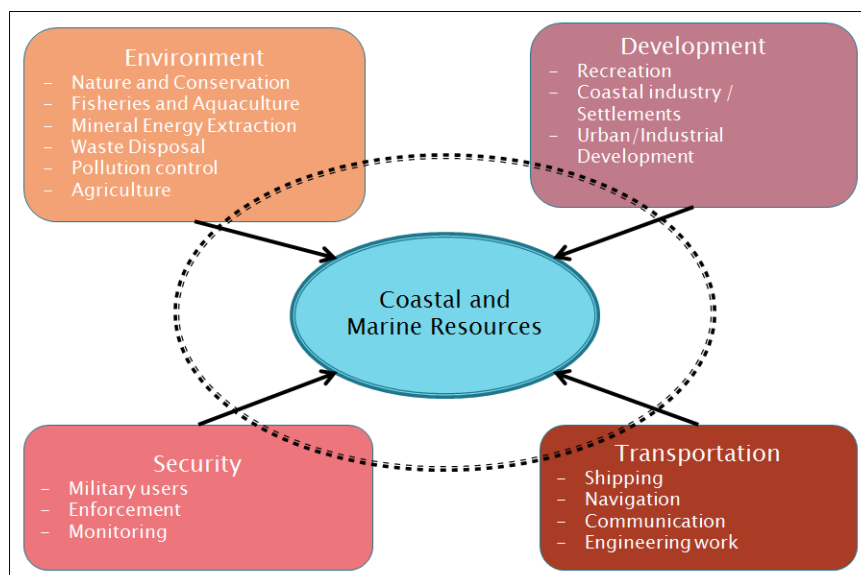 Environment
- Nature and Conservation
- Fisheries and Aquaculture
- Mineral Energy Extraction
- Waste Disposal
- Pollution control
- Agriculture
Development
- Recreation
- Coastal industry /
Settlements
- Urban/Industrial
Development
Coastal and
Marine Resources
Security
- Military users
- Enforcement
- Monitoring
Transportation
- Shipping
- Navigation
- Communication
- Engineering work